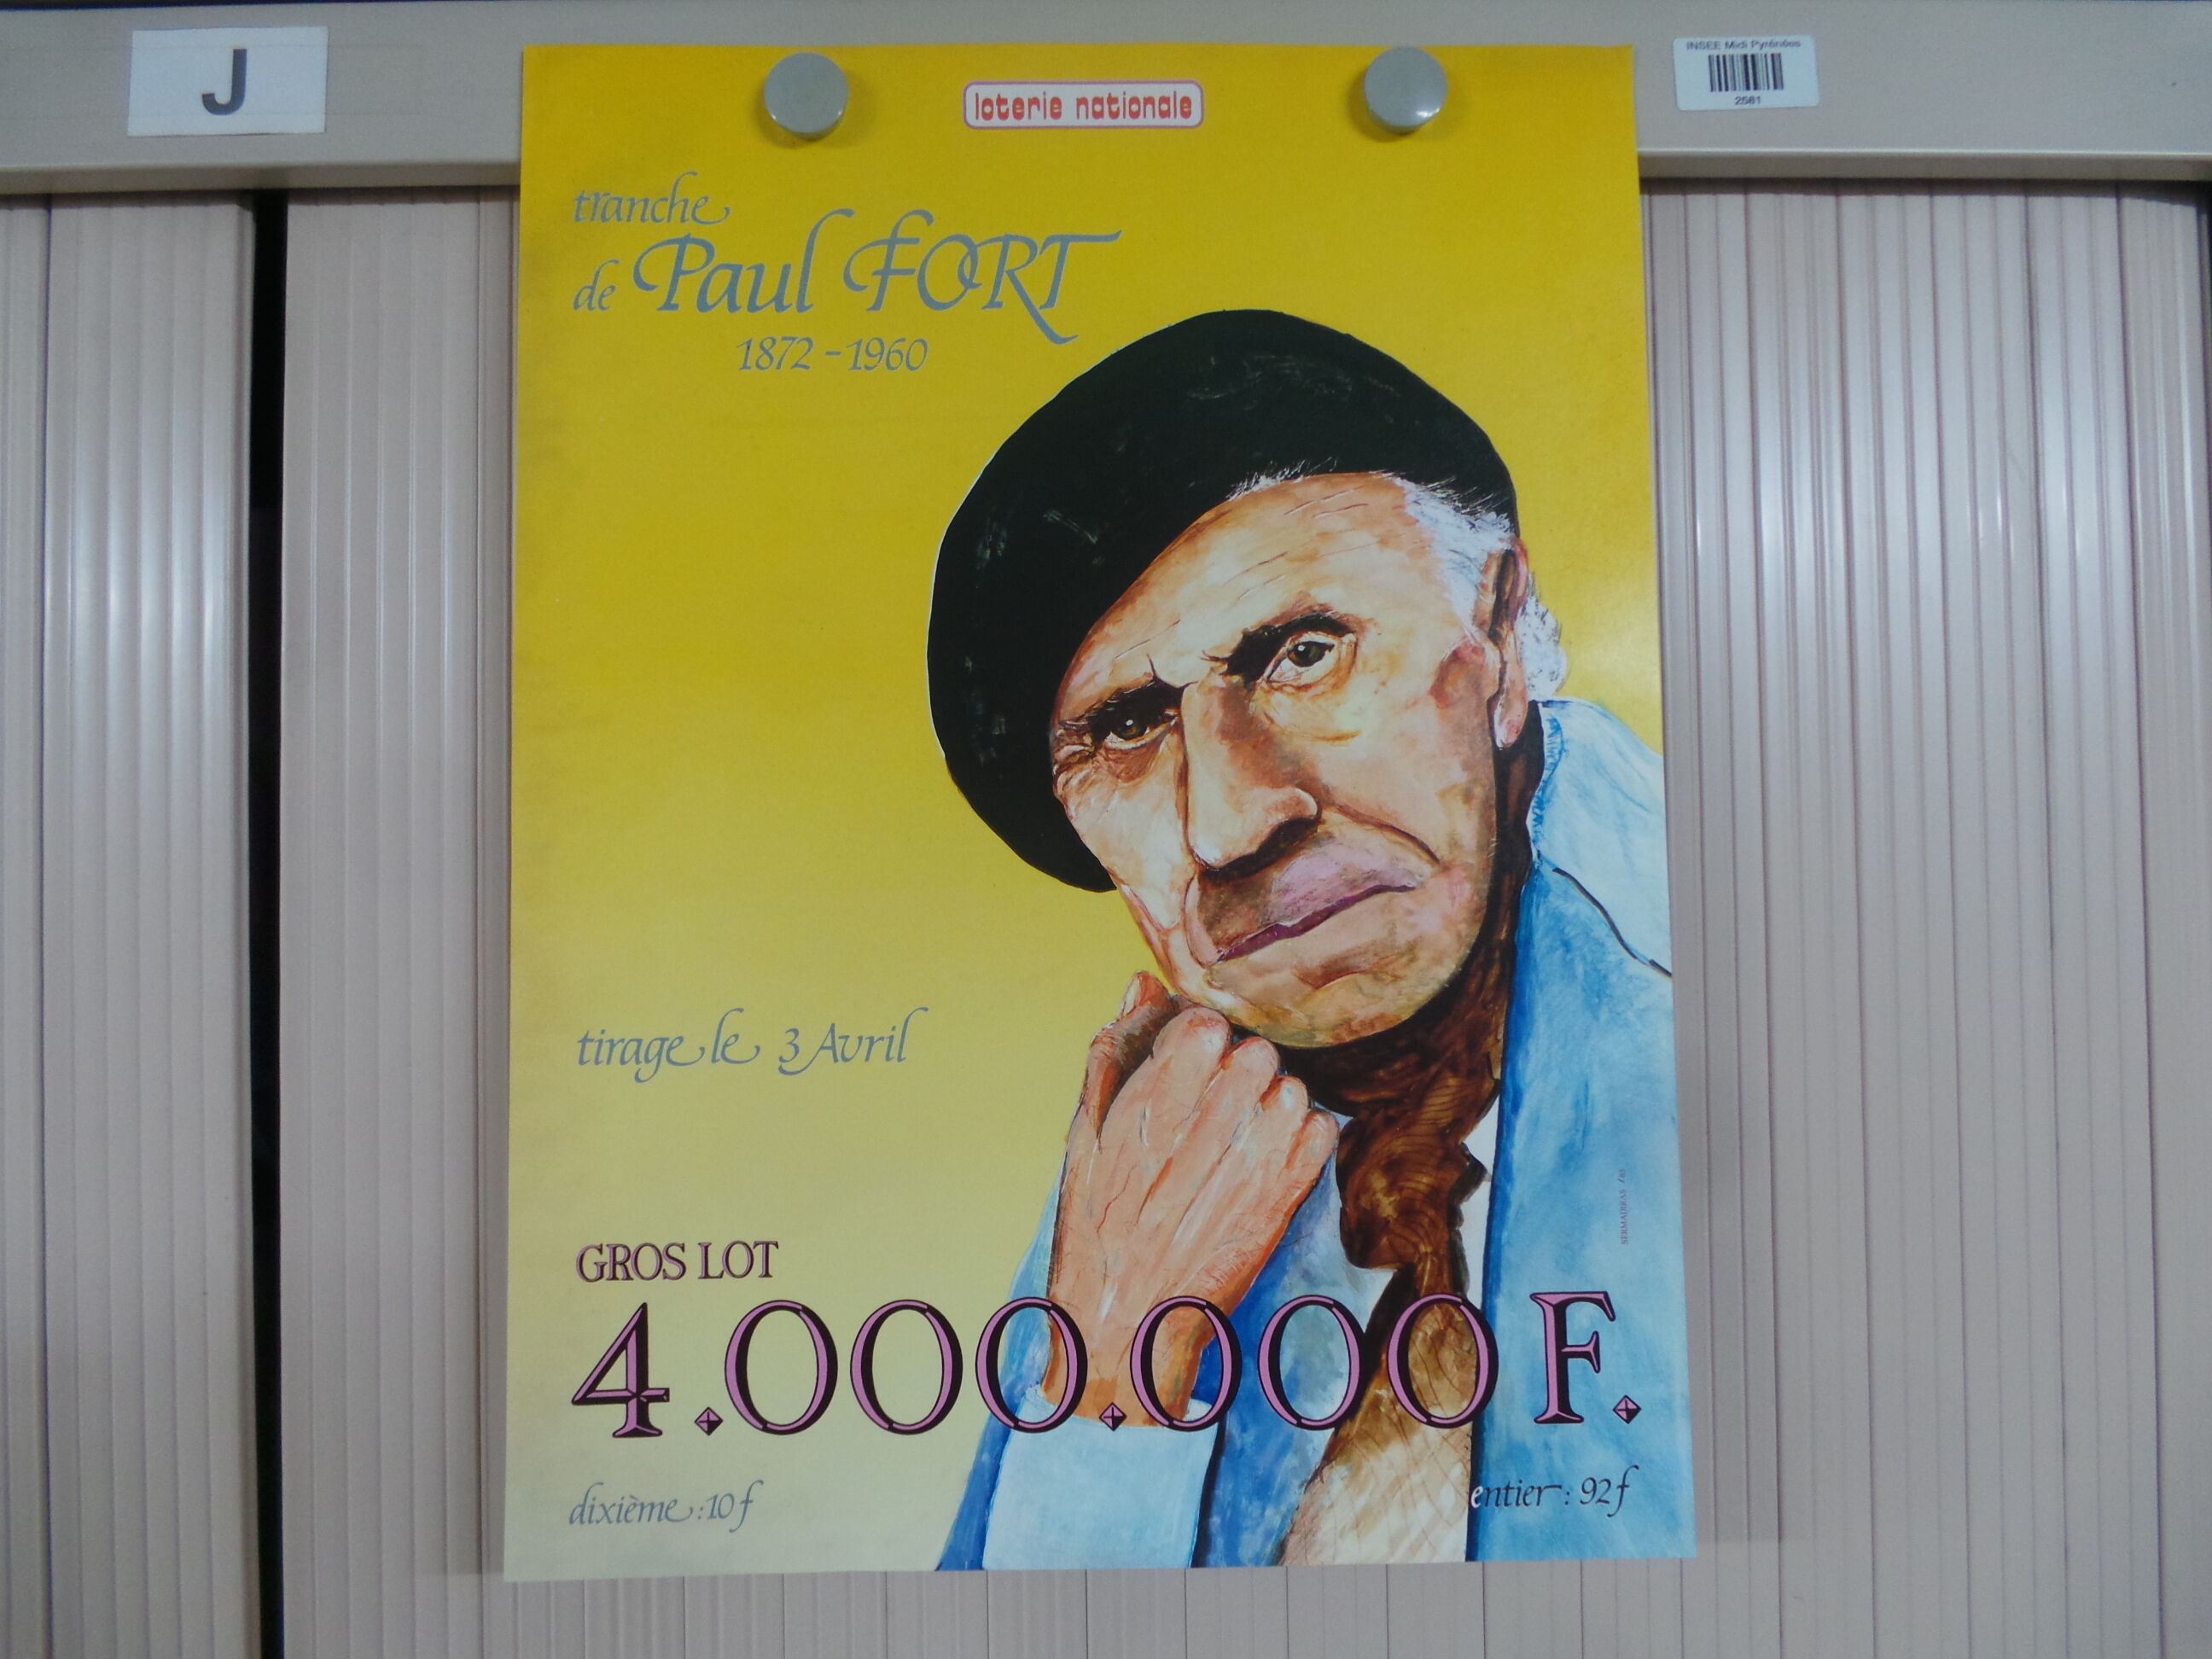 J
INSEE Midi Pyrénées
2581
loterie nationale
tranche
de Paul FORT
1872-1960
tirage le 3 Avril
GROS LOT
4.000.000 F.
dixième : 10 f
entier : 92 f